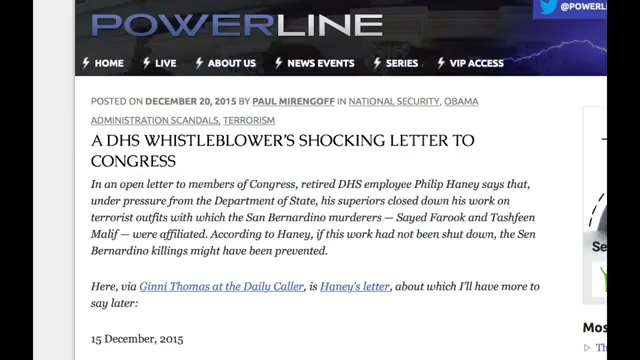 POWERLINE
@POWERL
HOME LIVE ABOUT US NEWS EVENTS SERIES VIP ACCESS
POSTED ON DECEMBER 20, 2015 BY PAUL MIRENGOFF IN NATIONAL SECURITY, OBAMA
ADMINISTRATION SCANDALS, TERRORISM
A DHS WHISTLEBLOWER'S SHOCKING LETTER TO
CONGRESS
In an open letter to members of Congress, retired DHS employee Philip Haney says that,
under pressure from the Department of State, his superiors closed down his work on
terrorist outfits with which the San Bernardino murderers — Sayed Farook and Tashfeen
Malif — were affiliated. According to Haney, if this work had not been shut down, the Sen
Bernardino killings might have been prevented.
Here, via Ginni Thomas at the Daily Caller, is Haney's letter, about which I'll have more to
say later:
15 December, 2015
Se
Mos
Th